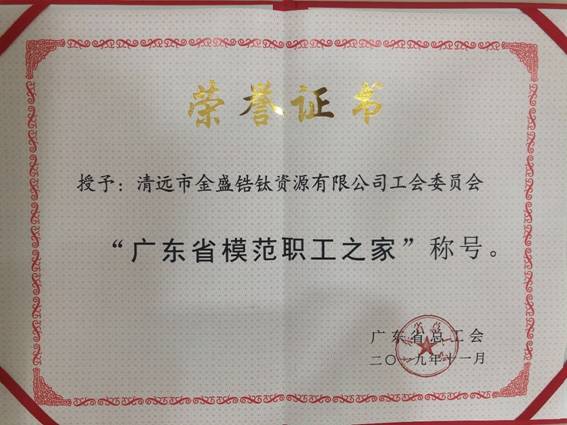 荣誉证书
授予：清远市金盛锆钛资源有限公司工会委员会
“广东省模范职工之家”称号。
广东省总工会
二〇一九年十一月